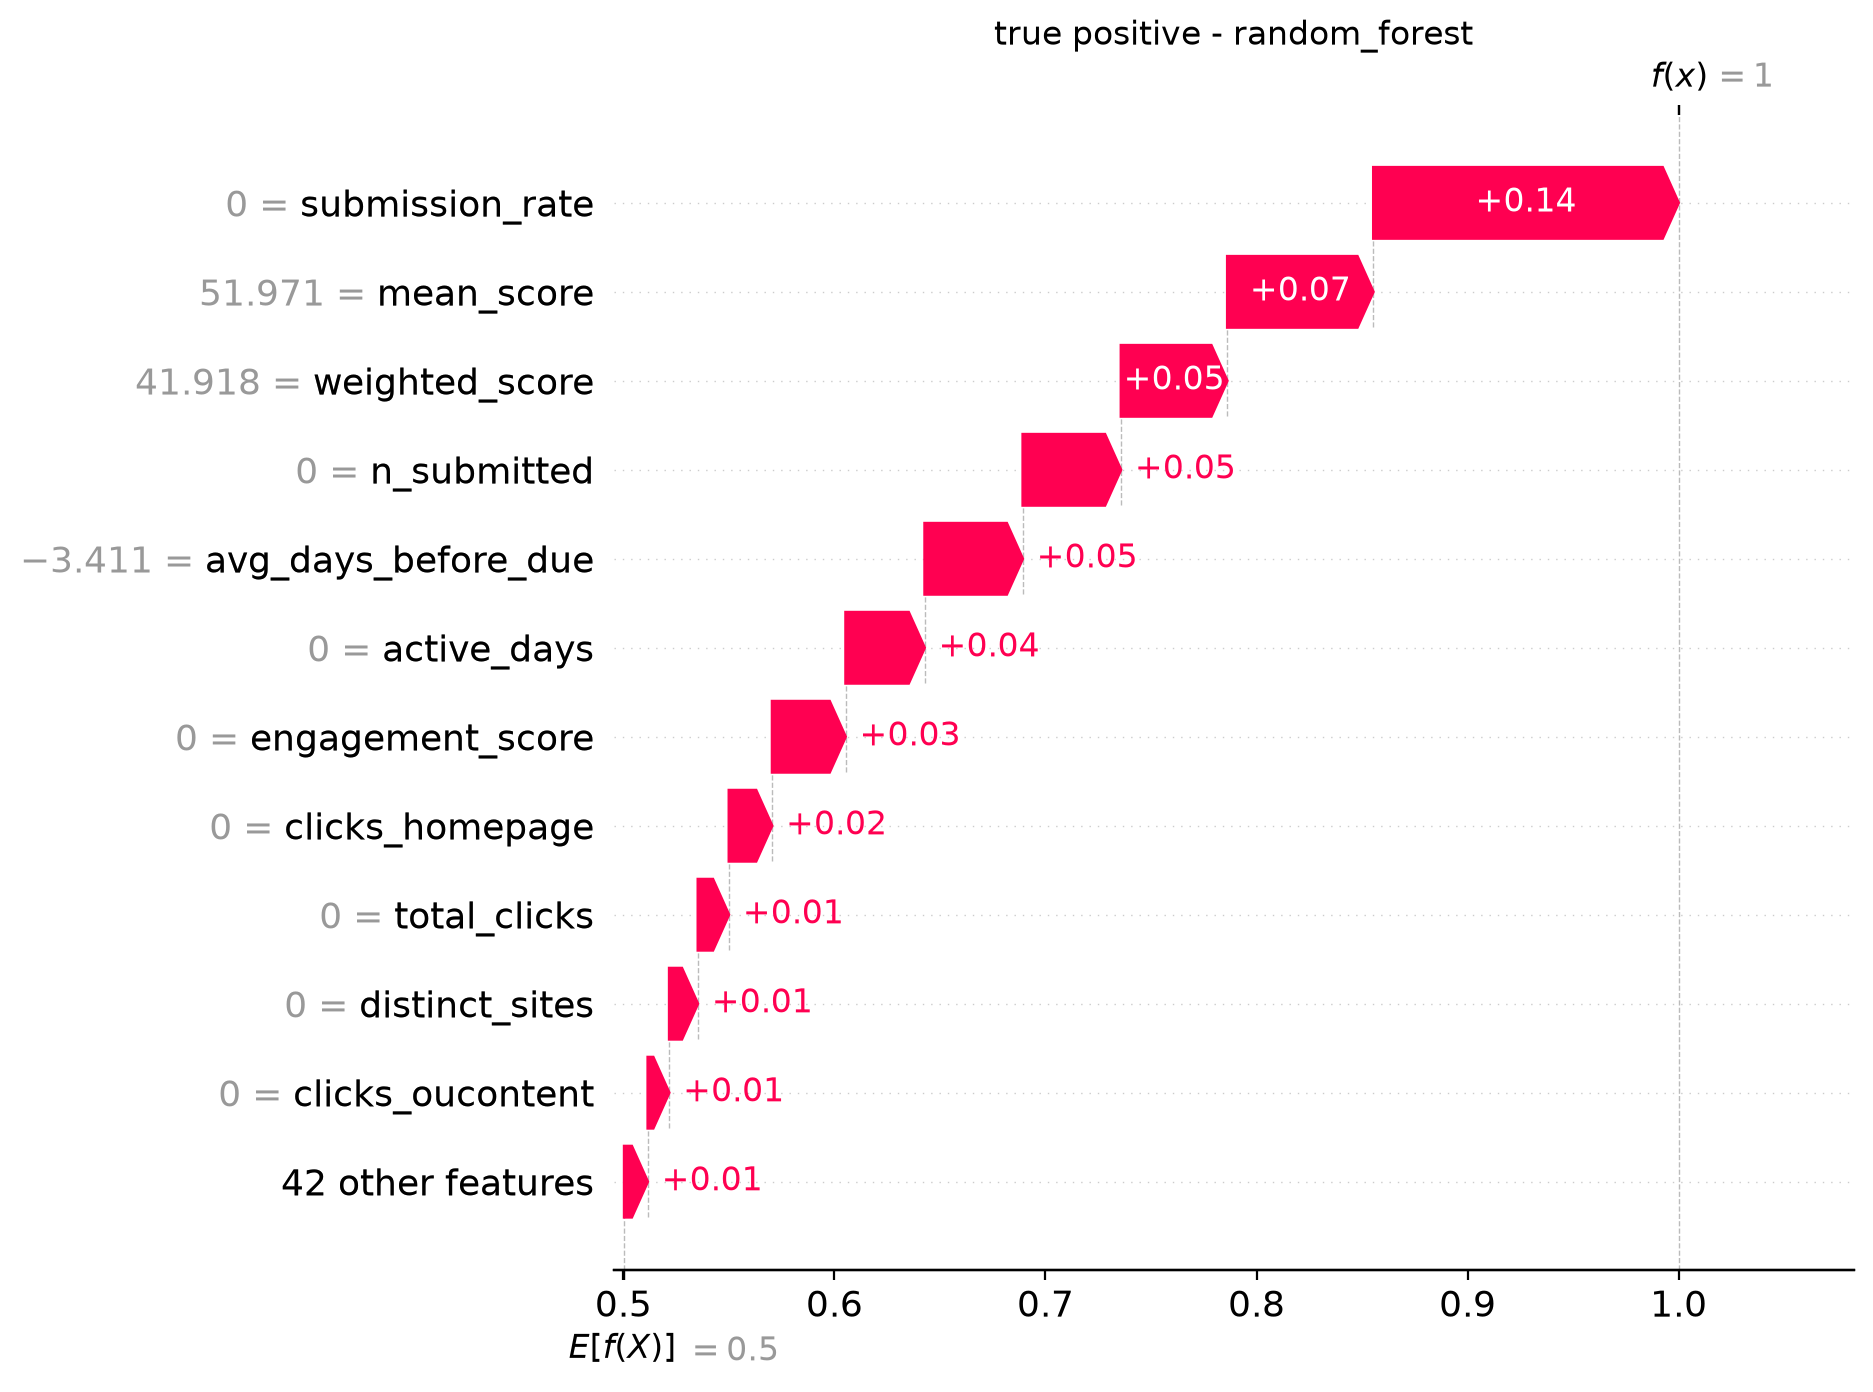 true positive - random_forest
f(x) = 1
0 = submission_rate
+0.14
51.971 = mean_score
+0.07
41.918 = weighted_score
+0.05
0 = n_submitted
+0.05
−3.411 = avg_days_before_due
+0.05
0 = active_days
+0.04
0 = engagement_score
+0.03
0 = clicks_homepage
+0.02
0 = total_clicks
+0.01
0 = distinct_sites
+0.01
0 = clicks_oucontent
+0.01
42 other features
+0.01
0.5 0.6 0.7 0.8 0.9 1.0
E[f(X)] = 0.5